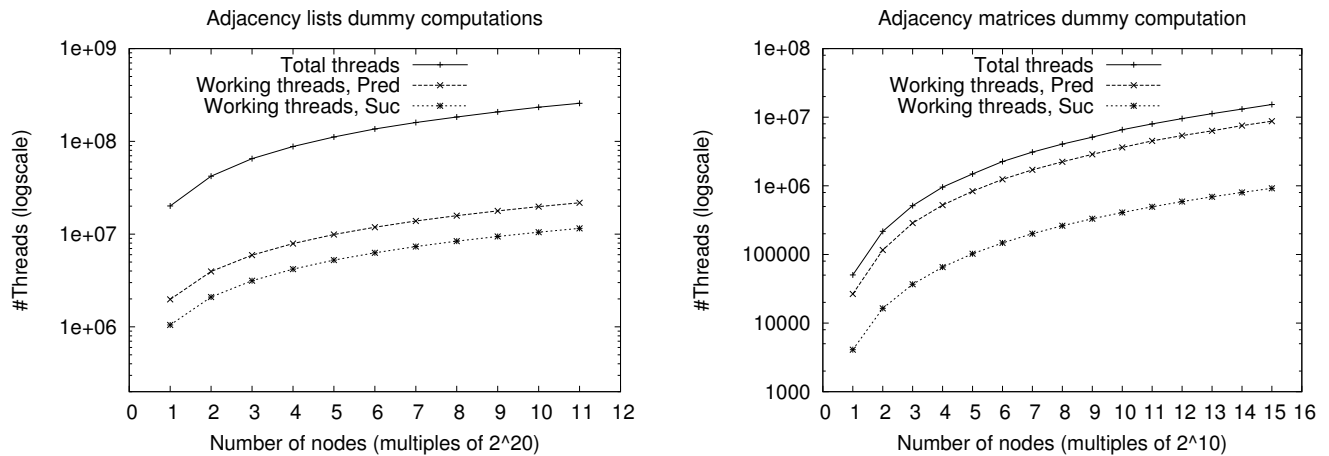 Adjacency lists dummy computations
1e+09
1e+08
1e+07
1e+06
#Threads (logscale)
Total threads
Working threads, Pred
Working threads, Suc
0 1 2 3 4 5 6 7 8 9 10 11 12
Number of nodes (multiples of 2^20)
Adjacency matrices dummy computation
1e+08
1e+07
1e+06
100000
10000
1000
#Threads (logscale)
Total threads
Working threads, Pred
Working threads, Suc
0 1 2 3 4 5 6 7 8 9 10 11 12 13 14 15 16
Number of nodes (multiples of 2^10)